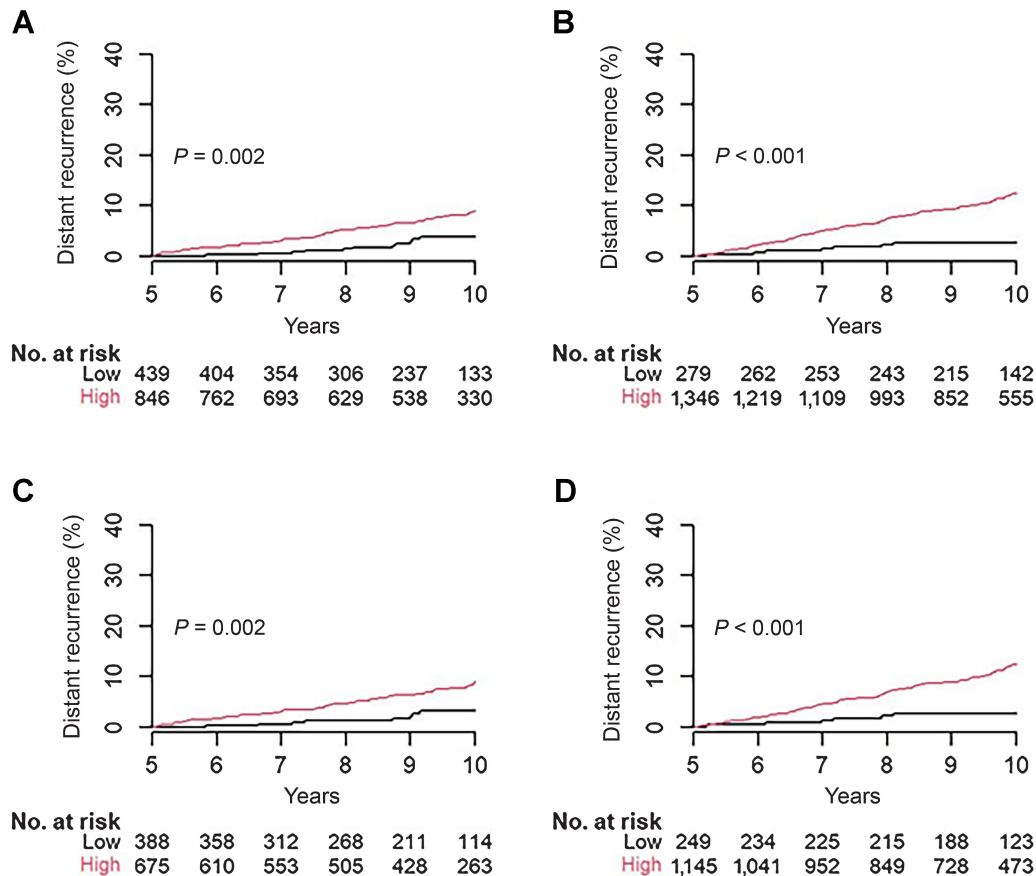 A
Distant recurrence (%)
40
30
20
10
0
P = 0.002
5 6 7 8 9 10
Years
No. at risk
Low 439 404 354 306 237 133
High 846 762 693 629 538 330
B
Distant recurrence (%)
40
30
20
10
0
P < 0.001
5 6 7 8 9 10
Years
No. at risk
Low 279 262 253 243 215 142
High 1,346 1,219 1,109 993 852 555
C
Distant recurrence (%)
40
30
20
10
0
P = 0.002
5 6 7 8 9 10
Years
No. at risk
Low 388 358 312 268 211 114
High 675 610 553 505 428 263
D
Distant recurrence (%)
40
30
20
10
0
P < 0.001
5 6 7 8 9 10
Years
No. at risk
Low 249 234 225 215 188 123
High 1,145 1,041 952 849 728 473